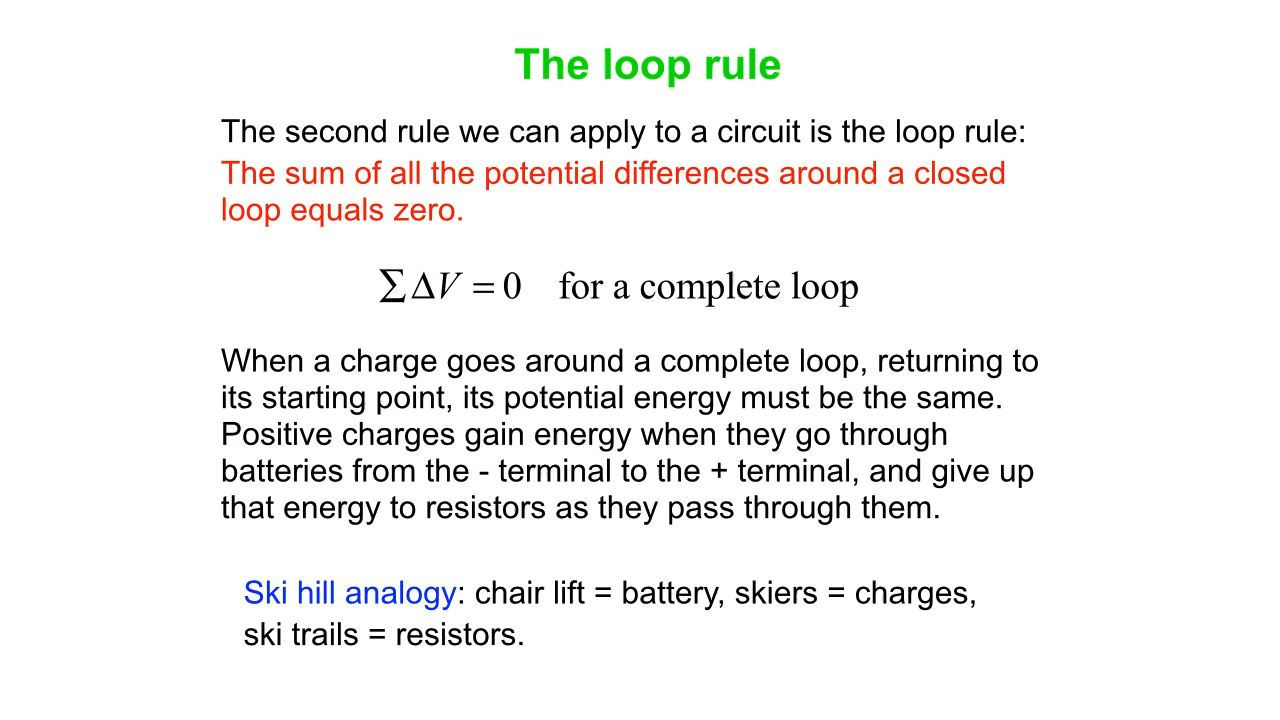 The loop rule
The second rule we can apply to a circuit is the loop rule:
The sum of all the potential differences around a closed
loop equals zero.
∑ΔV = 0 for a complete loop
When a charge goes around a complete loop, returning to
its starting point, its potential energy must be the same.
Positive charges gain energy when they go through
batteries from the - terminal to the + terminal, and give up
that energy to resistors as they pass through them.
Ski hill analogy: chair lift = battery, skiers = charges,
ski trails = resistors.